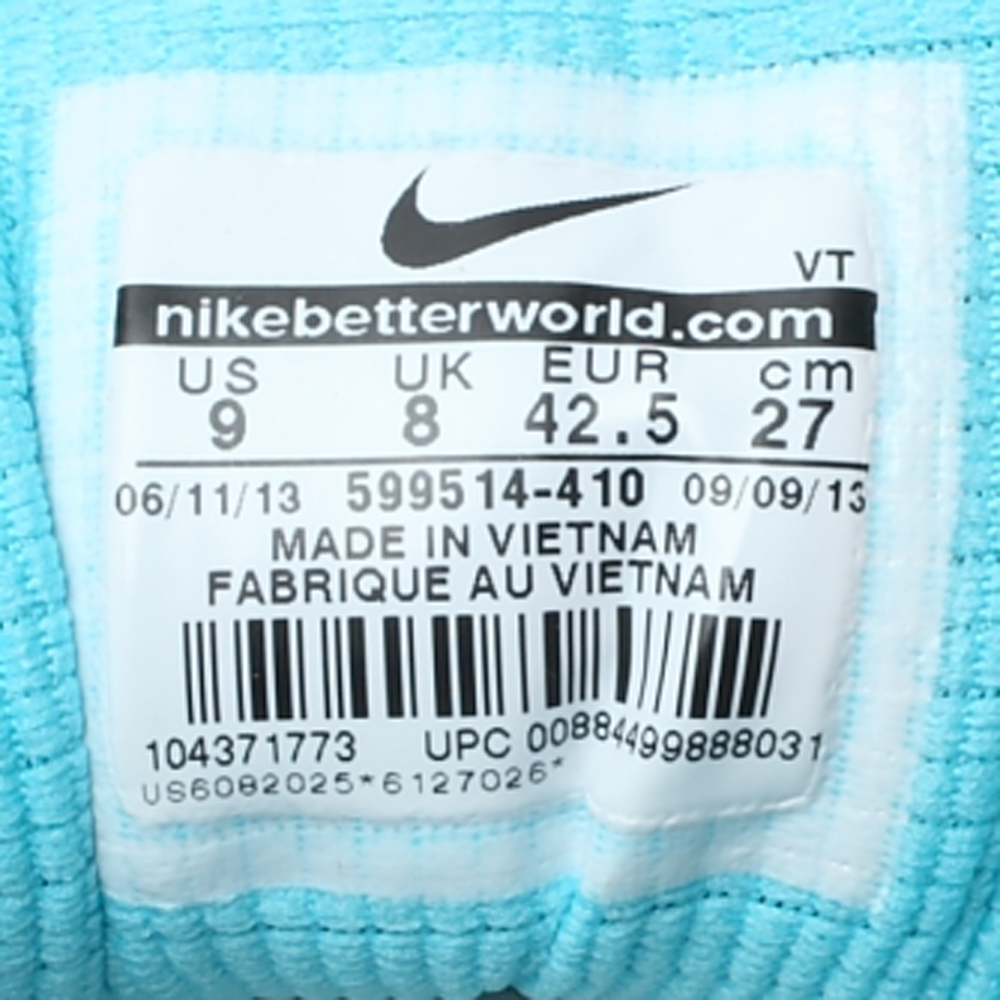 VT
nikebetterworld.com
US UK EUR cm
9 8 42.5 27
06/11/13 599514-410 09/09/13
MADE IN VIETNAM
FABRIQUE AU VIETNAM
104371773 UPC 00884499888031
US6082025*6127026*